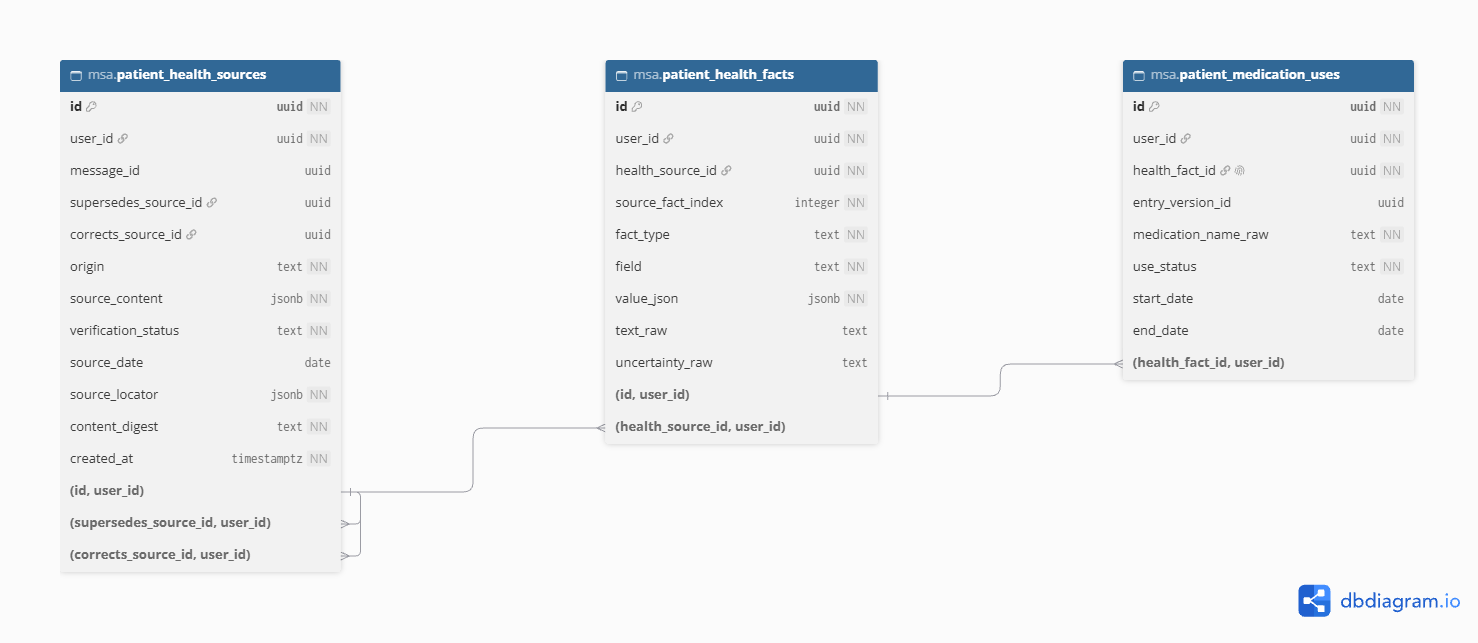 msa.patient_health_sources
id uuid NN
user_id uuid NN
message_id uuid
supersedes_source_id uuid
corrects_source_id uuid
origin text NN
source_content jsonb NN
verification_status text NN
source_date date
source_locator jsonb NN
content_digest text NN
created_at timestamptz NN
(id, user_id)
(supersedes_source_id, user_id)
(corrects_source_id, user_id)
msa.patient_health_facts
id uuid NN
user_id uuid NN
health_source_id uuid NN
source_fact_index integer NN
fact_type text NN
field text NN
value_json jsonb NN
text_raw text
uncertainty_raw text
(id, user_id)
(health_source_id, user_id)
msa.patient_medication_uses
id uuid NN
user_id uuid NN
health_fact_id uuid NN
entry_version_id uuid
medication_name_raw text NN
use_status text NN
start_date date
end_date date
(health_fact_id, user_id)
dbdiagram.io